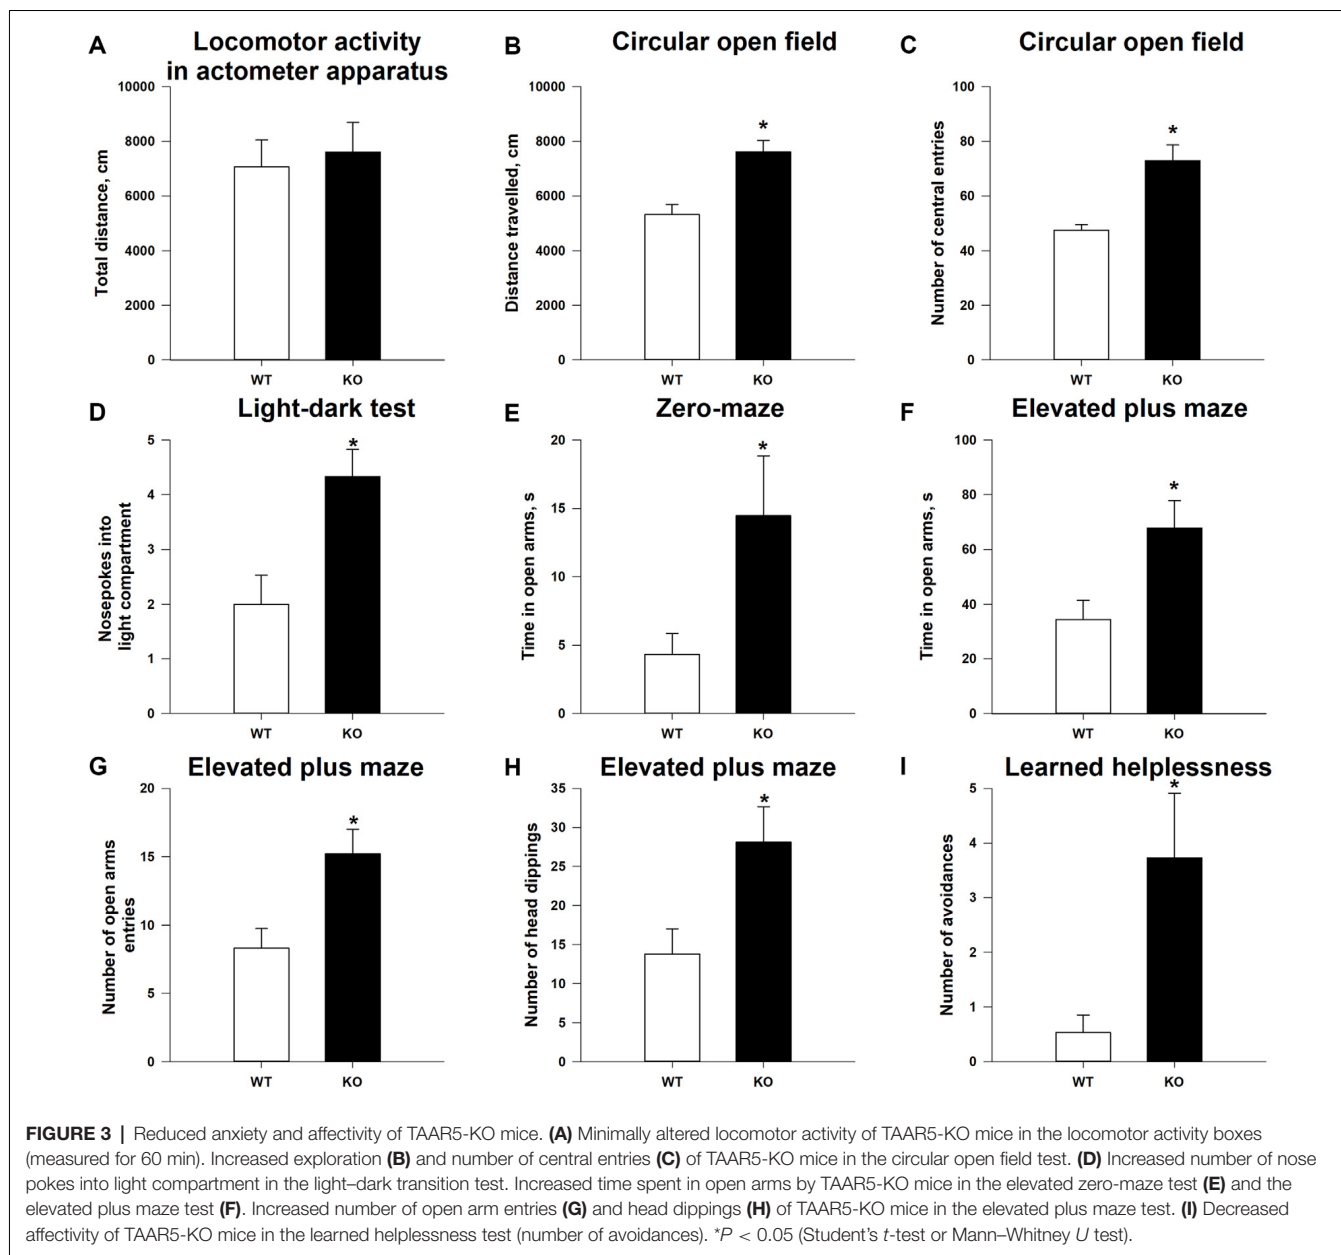 A
Locomotor activity
in actometer apparatus
Total distance, cm
10000
8000
6000
4000
2000
0
WT
KO
B
Circular open field
Distance travelled, cm
10000
8000
6000
4000
2000
0
*
WT
KO
C
Circular open field
Number of central entries
100
80
60
40
20
0
*
WT
KO
D
Light-dark test
Nosepokes into
light compartment
5
4
3
2
1
0
*
WT
KO
E
Zero-maze
Time in open arms, s
20
15
10
5
0
*
WT
KO
F
Elevated plus maze
Time in open arms, s
100
80
60
40
20
0
*
WT
KO
G
Elevated plus maze
Number of open arms
entries
20
15
10
5
0
*
WT
KO
H
Elevated plus maze
Number of head dippings
35
30
25
20
15
10
5
0
*
WT
KO
I
Learned helplessness
Number of avoidances
5
4
3
2
1
0
*
WT
KO
FIGURE 3 | Reduced anxiety and affectivity of TAAR5-KO mice. (A) Minimally altered locomotor activity of TAAR5-KO mice in the locomotor activity boxes
(measured for 60 min). Increased exploration (B) and number of central entries (C) of TAAR5-KO mice in the circular open field test. (D) Increased number of nose
pokes into light compartment in the light–dark transition test. Increased time spent in open arms by TAAR5-KO mice in the elevated zero-maze test (E) and the
elevated plus maze test (F). Increased number of open arm entries (G) and head dippings (H) of TAAR5-KO mice in the elevated plus maze test. (I) Decreased
affectivity of TAAR5-KO mice in the learned helplessness test (number of avoidances). *P < 0.05 (Student's t-test or Mann–Whitney U test).